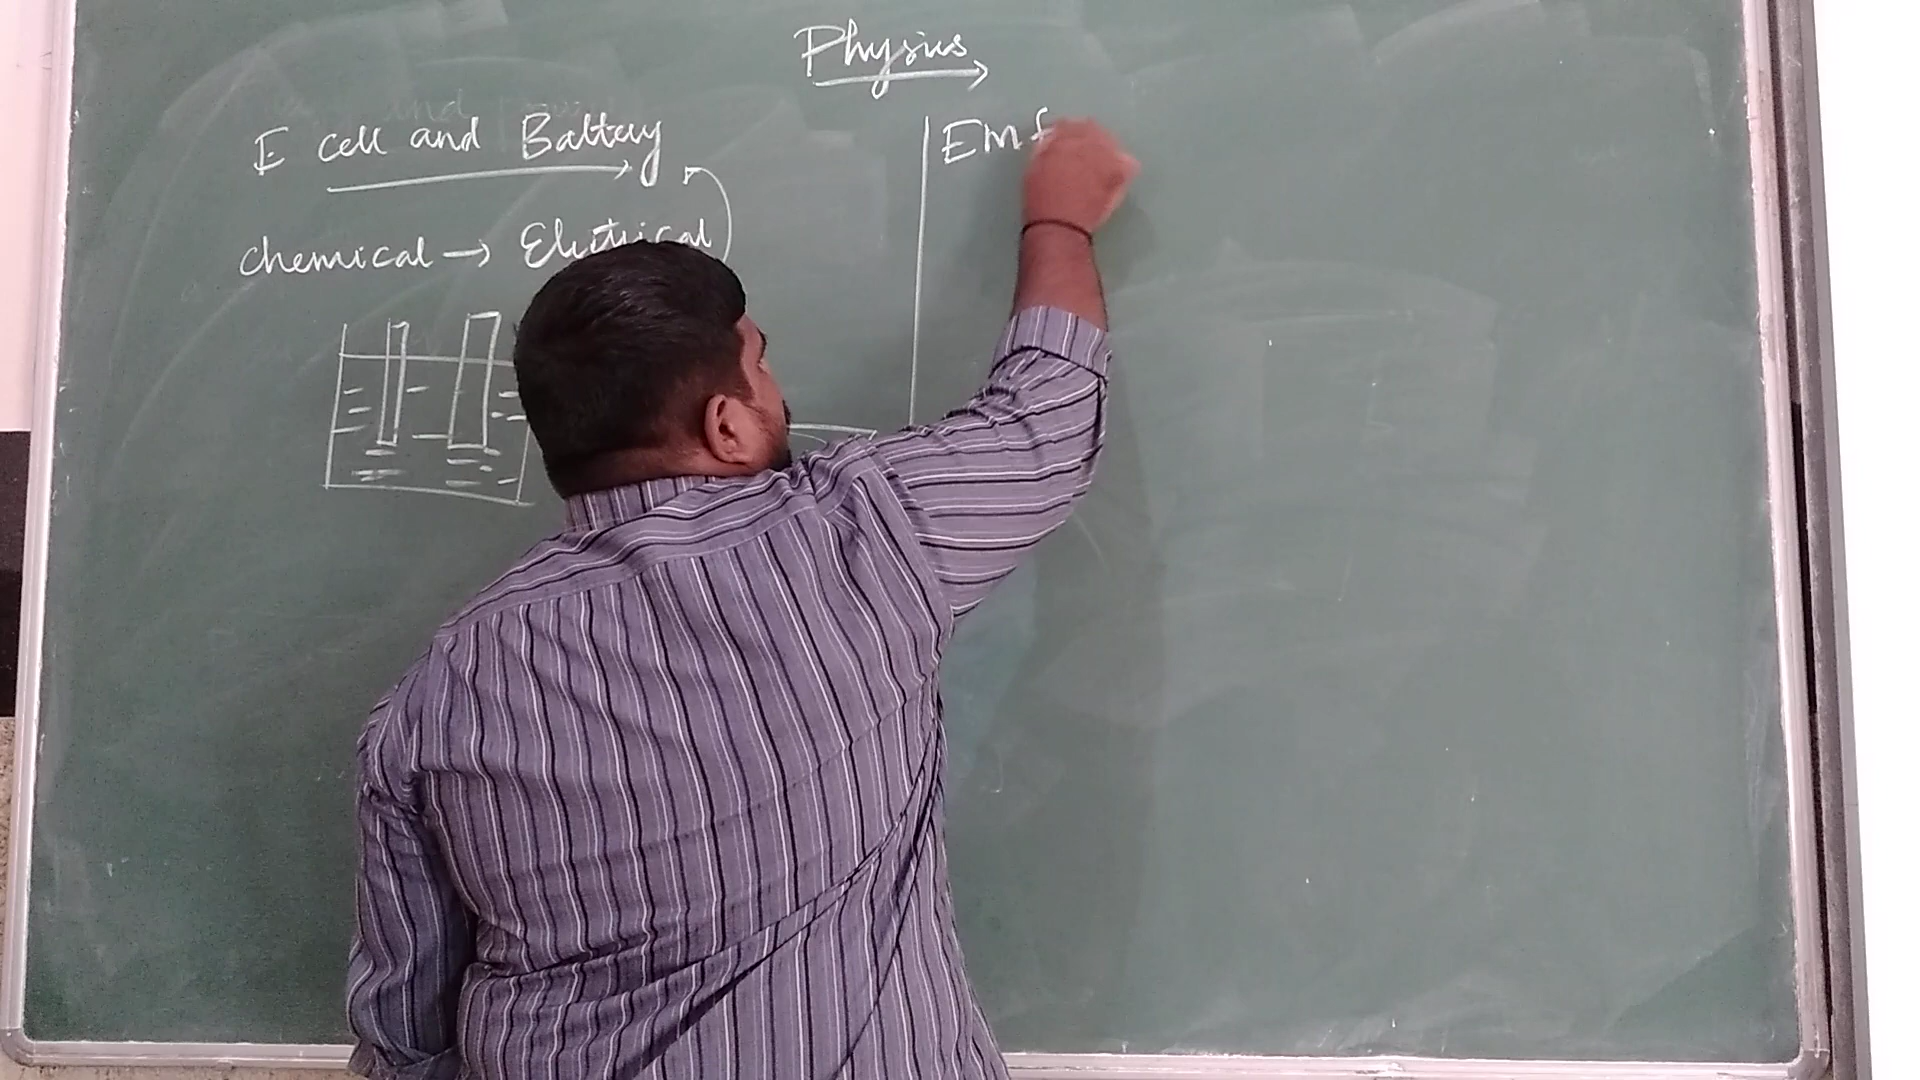 Physics
E cell and Battery
chemical → Electrical
Emf